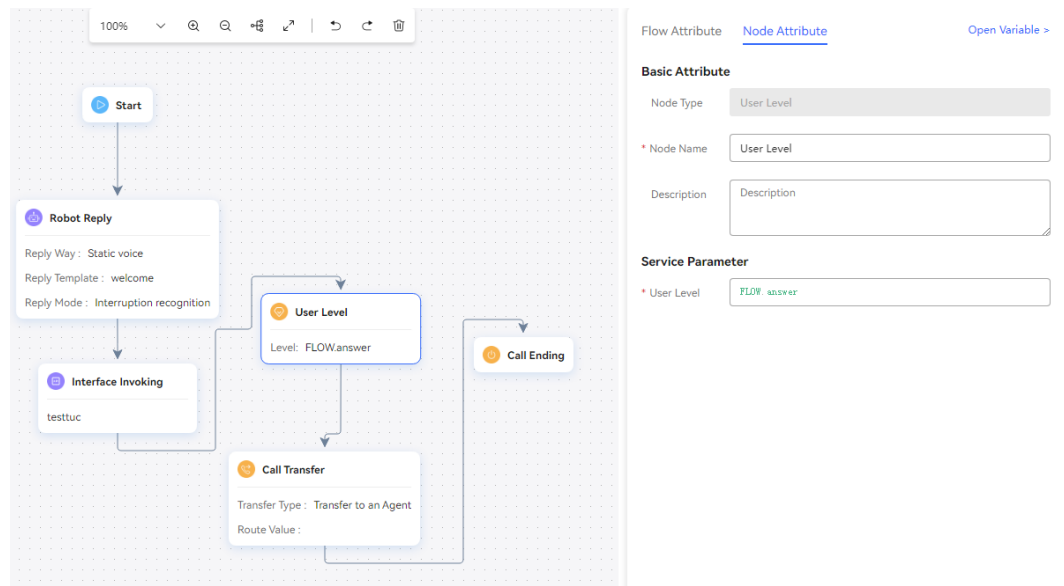 100%
Start
Robot Reply
Reply Way : Static voice
Reply Template : welcome
Reply Mode : Interruption recognition
Interface Invoking
testtuc
User Level
Level: FLOW.answer
Call Ending
Call Transfer
Transfer Type : Transfer to an Agent
Route Value :
Flow Attribute Node Attribute Open Variable >
Basic Attribute
Node Type User Level
* Node Name User Level
Description Description
Service Parameter
* User Level FLOW.answer